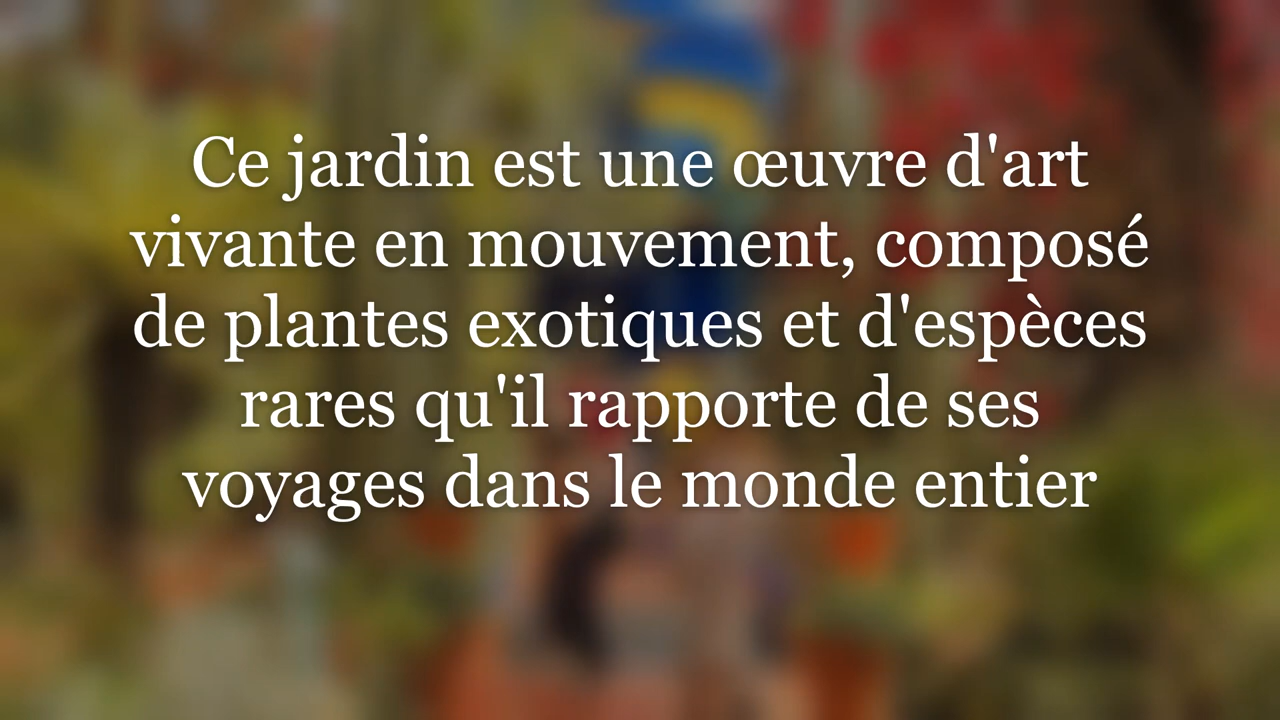 Ce jardin est une œuvre d'art
vivante en mouvement, composé
de plantes exotiques et d'espèces
rares qu'il rapporte de ses
voyages dans le monde entier